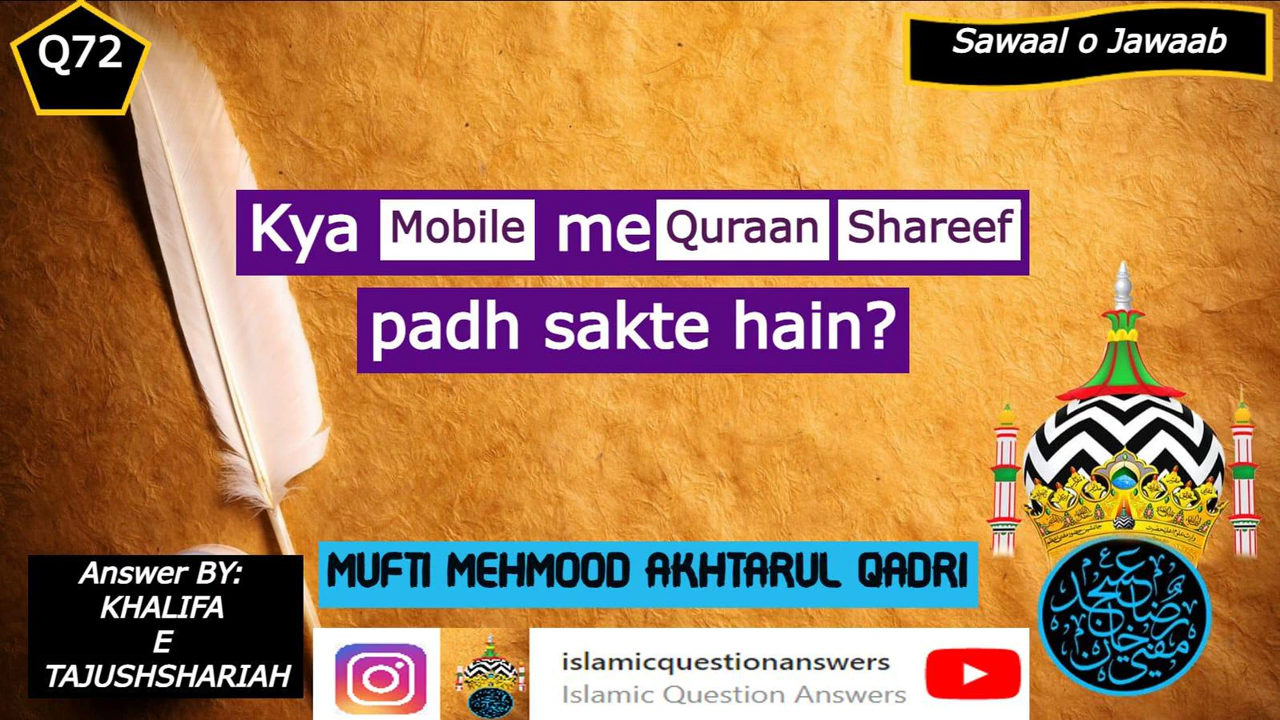 Q72
Sawaal o Jawaab
Kya Mobile me Quraan Shareef
padh sakte hain?
MUFTI MEHMOOD AKHTARUL QADRI
Answer BY:
KHALIFA
E
TAJUSHSHARIAH
islamicquestionanswers
Islamic Question Answers